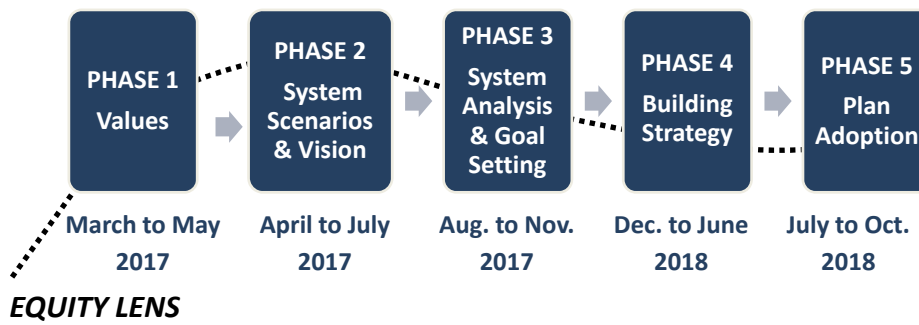 PHASE 1
Values
PHASE 2
System
Scenarios
& Vision
PHASE 3
System
Analysis
& Goal
Setting
PHASE 4
Building
Strategy
PHASE 5
Plan
Adoption
March to May
2017
April to July
2017
Aug. to Nov.
2017
Dec. to June
2018
July to Oct.
2018
EQUITY LENS